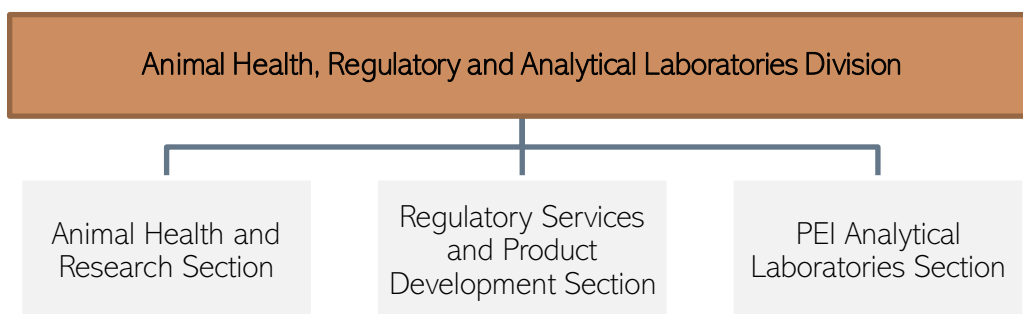 Animal Health, Regulatory and Analytical Laboratories Division
Animal Health and
Research Section
Regulatory Services
and Product
Development Section
PEI Analytical
Laboratories Section